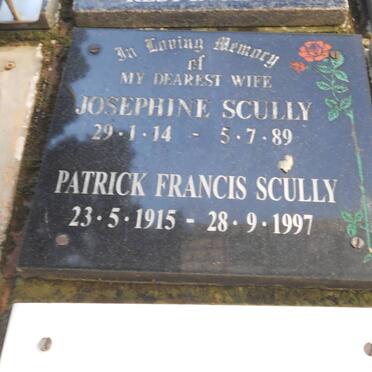 In Loving Memory
of
MY DEAREST WIFE
JOSEPHINE SCULLY
29·1·14 - 5·7·89
PATRICK FRANCIS SCULLY
23·5·1915 - 28·9·1997